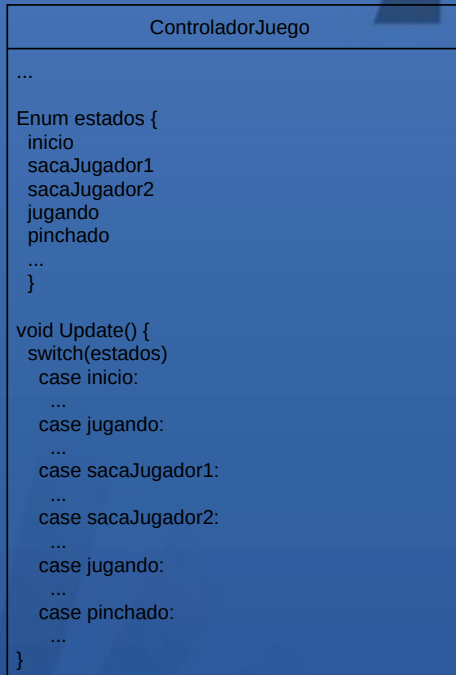 ControladorJuego
...
Enum estados {
inicio
sacaJugador1
sacaJugador2
jugando
pinchado
...
}
void Update() {
switch(estados)
case inicio:
...
case jugando:
...
case sacaJugador1:
...
case sacaJugador2:
...
case jugando:
...
case pinchado:
...
}